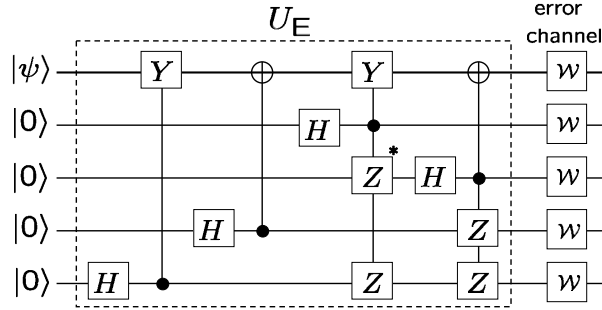 U_E
error
channel
|ψ⟩ Y Y W
|0⟩ H W
|0⟩ Z * H W
|0⟩ H Z W
|0⟩ H Z Z W